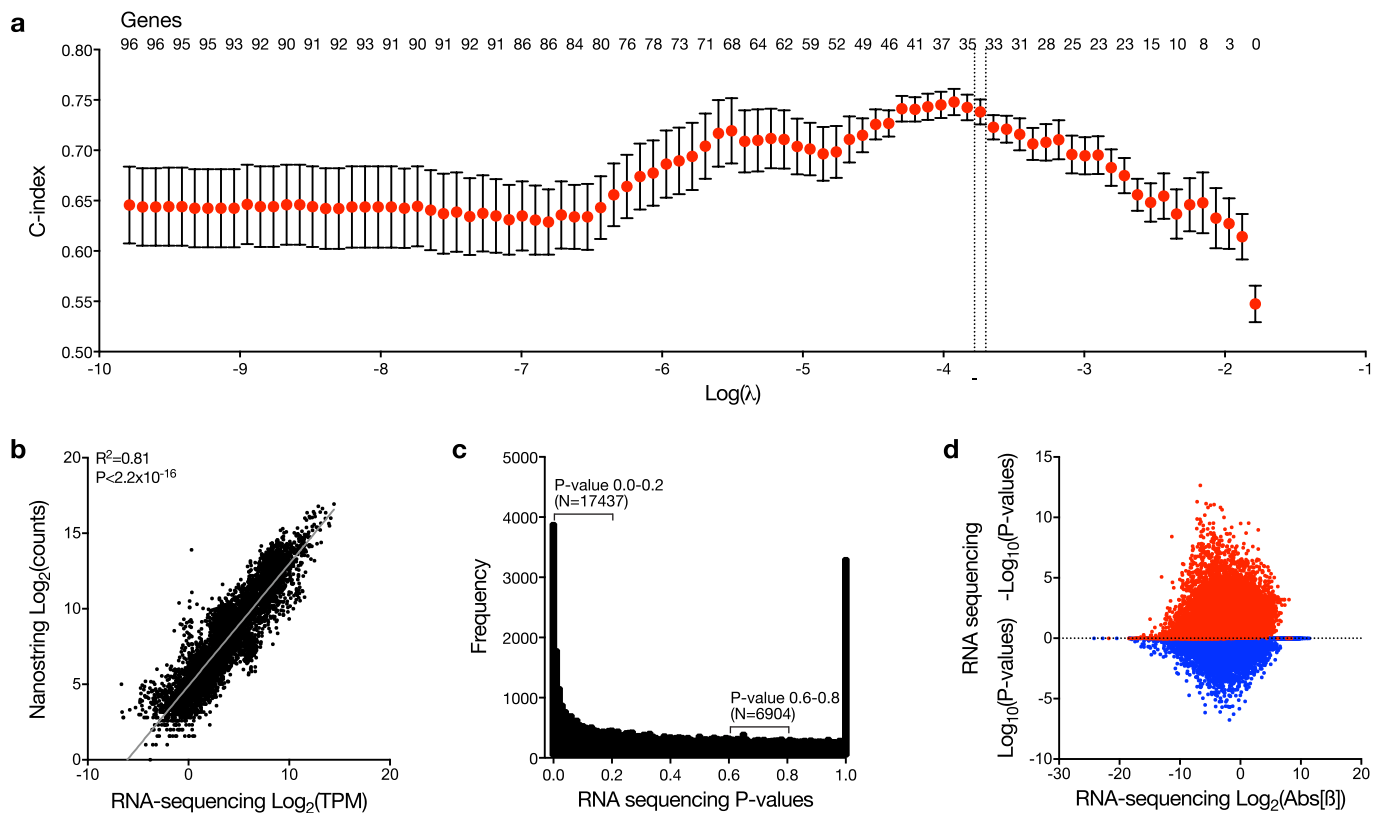 a
Genes
96 96 95 95 93 92 90 91 92 93 91 90 91 92 91 86 86 84 80 76 78 73 71 68 64 62 59 52 49 46 41 37 35 33 31 28 25 23 23 15 10 8 3 0
0.80
0.75
0.70
0.65
0.60
0.55
0.50
C-index
-10 -9 -8 -7 -6 -5 -4 -3 -2 -1
-
Log(λ)
b
R²=0.81
P<2.2x10⁻¹⁶
20
15
10
5
0
Nanostring Log₂(counts)
-10 0 10 20
RNA-sequencing Log₂(TPM)
c
5000
4000
3000
2000
1000
0
Frequency
P-value 0.0-0.2
(N=17437)
P-value 0.6-0.8
(N=6904)
0.0 0.2 0.4 0.6 0.8 1.0
RNA sequencing P-values
d
RNA sequencing
Log₁₀(P-values) -Log₁₀(P-values)
15
10
5
0
-5
-10
-30 -20 -10 0 10 20
RNA-sequencing Log₂(Abs[ß])